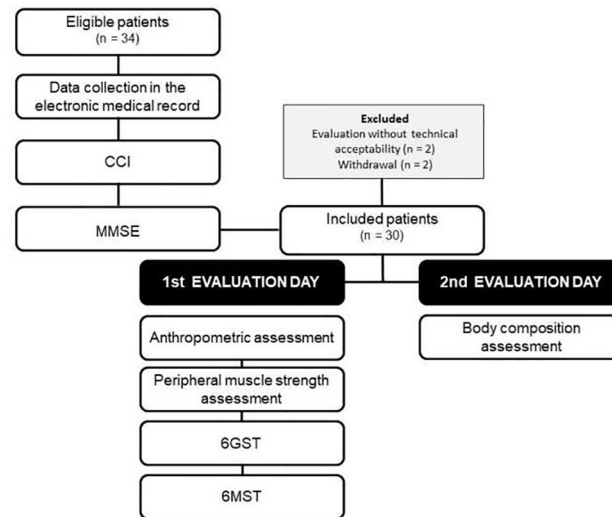 Eligible patients
(n = 34)
Data collection in the
electronic medical record
CCI
MMSE
Excluded
Evaluation without technical
acceptability (n = 2)
Withdrawal (n = 2)
Included patients
(n = 30)
1st EVALUATION DAY
Anthropometric assessment
Peripheral muscle strength
assessment
6GST
6MST
2nd EVALUATION DAY
Body composition
assessment